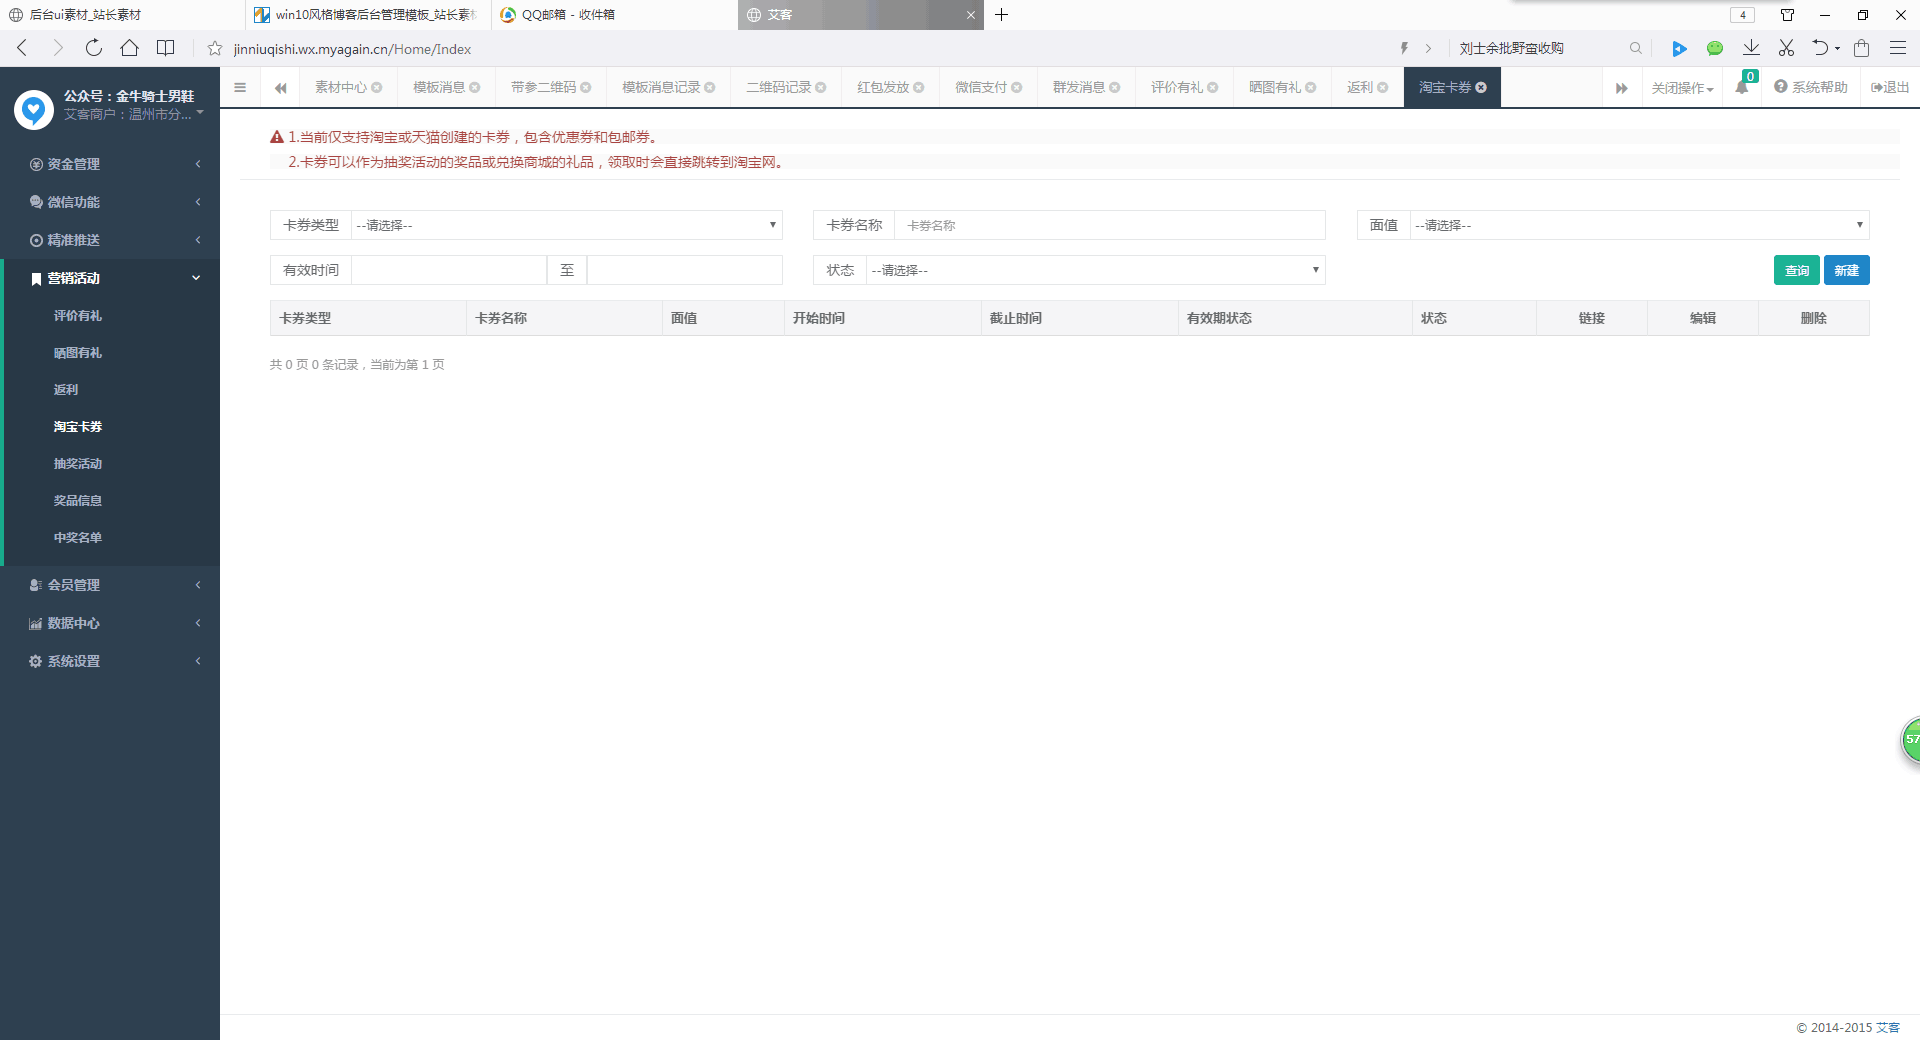 后台ui素材_站长素材
win10风格博客后台管理模板_站长素材
QQ邮箱 - 收件箱
艾客
4
jinniuqishi.wx.myagain.cn/Home/Index
刘士余批野蛮收购
公众号：金牛骑士男鞋
艾客商户：温州市分...
素材中心
模板消息
带参二维码
模板消息记录
二维码记录
红包发放
微信支付
群发消息
评价有礼
晒图有礼
返利
淘宝卡券
关闭操作
0
系统帮助
退出
资金管理
微信功能
精准推送
营销活动
评价有礼
晒图有礼
返利
淘宝卡券
抽奖活动
奖品信息
中奖名单
会员管理
数据中心
系统设置
1.当前仅支持淘宝或天猫创建的卡券，包含优惠券和包邮券。
2.卡券可以作为抽奖活动的奖品或兑换商城的礼品，领取时会直接跳转到淘宝网。
卡券类型 --请选择--
卡券名称 卡券名称
面值 --请选择--
有效时间 至
状态 --请选择--
查询 新建
卡券类型 卡券名称 面值 开始时间 截止时间 有效期状态 状态 链接 编辑 删除
共 0 页 0 条记录，当前为第 1 页
57
© 2014-2015 艾客